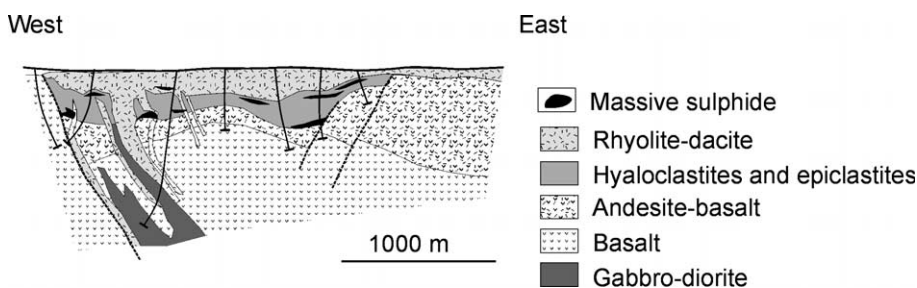 West
East
Massive sulphide
Rhyolite-dacite
Hyaloclastites and epiclastites
Andesite-basalt
Basalt
Gabbro-diorite
1000 m